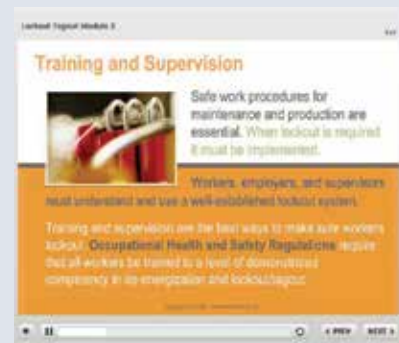 Lockout Topical Module 3
Training and Supervision
Safe work procedures for
maintenance and production are
essential. When lockout is required
it must be implemented.
Workers, employers, and supervisors
must understand and use a well-established lockout system.
Training and supervision are the best ways to make sure workers
lockout. Occupational Health and Safety Regulations require
that all workers be trained to a level of demonstrated
competency in de-energization and lockout/tagout.
PREV NEXT